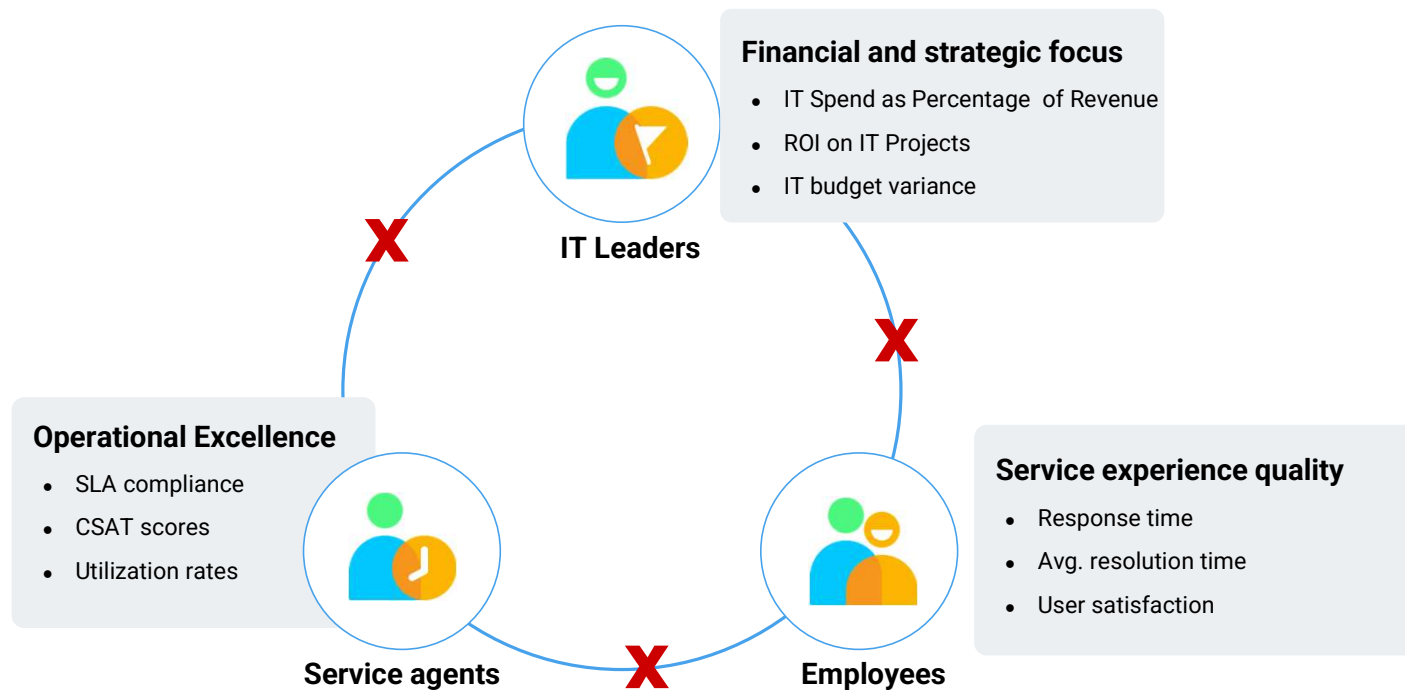 Financial and strategic focus
• IT Spend as Percentage of Revenue
• ROI on IT Projects
• IT budget variance
IT Leaders
X
X
Operational Excellence
• SLA compliance
• CSAT scores
• Utilization rates
Service agents
Service experience quality
• Response time
• Avg. resolution time
• User satisfaction
Employees
X